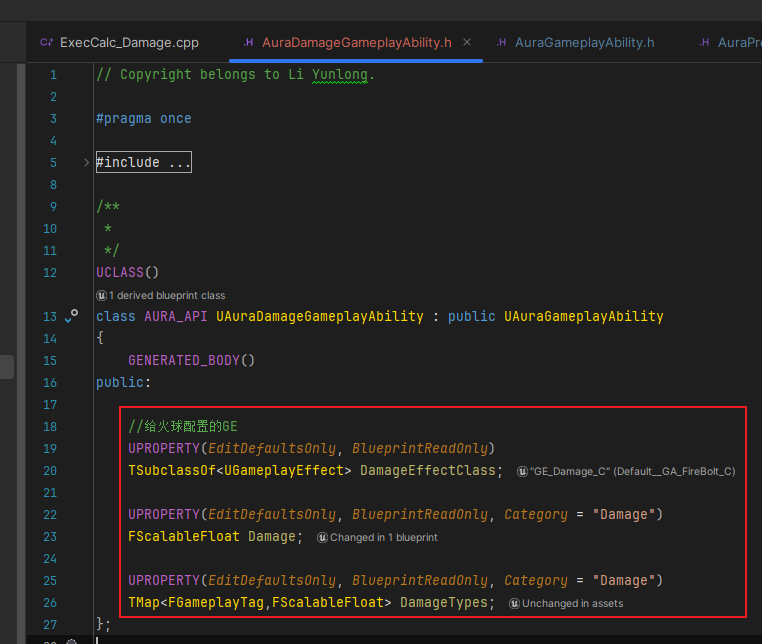 ExecCalc_Damage.cpp
AuraDamageGameplayAbility.h
AuraGameplayAbility.h
AuraPr
1 // Copyright belongs to Li Yunlong.
2
3 #pragma once
4
5 #include ...
8
9 /**
10 *
11 */
12 UCLASS()
1 derived blueprint class
13 class AURA_API UAuraDamageGameplayAbility : public UAuraGameplayAbility
14 {
15 GENERATED_BODY()
16 public:
17
18 //给火球配置的GE
19 UPROPERTY(EditDefaultsOnly, BlueprintReadOnly)
20 TSubclassOf<UGameplayEffect> DamageEffectClass; "GE_Damage_C" (Default__GA_FireBolt_C)
21
22 UPROPERTY(EditDefaultsOnly, BlueprintReadOnly, Category = "Damage")
23 FScalableFloat Damage; Changed in 1 blueprint
24
25 UPROPERTY(EditDefaultsOnly, BlueprintReadOnly, Category = "Damage")
26 TMap<FGameplayTag,FScalableFloat> DamageTypes; Unchanged in assets
27 };